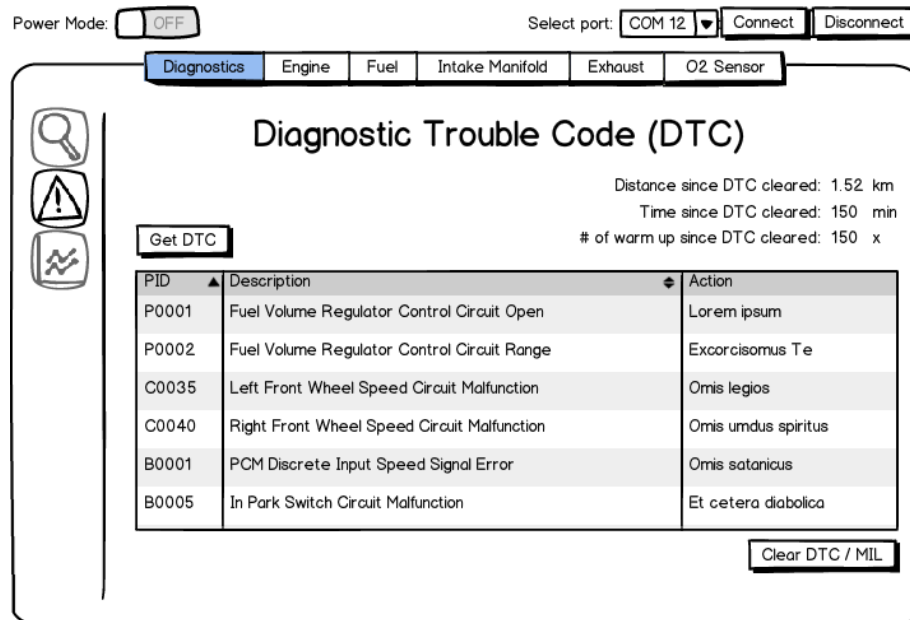 Power Mode: OFF Select port: COM 12 Connect Disconnect
Diagnostics Engine Fuel Intake Manifold Exhaust O2 Sensor
Diagnostic Trouble Code (DTC)
Distance since DTC cleared: 1.52 km
Time since DTC cleared: 150 min
# of warm up since DTC cleared: 150 x
Get DTC
PID Description Action
P0001 Fuel Volume Regulator Control Circuit Open Lorem ipsum
P0002 Fuel Volume Regulator Control Circuit Range Excorcisomus Te
C0035 Left Front Wheel Speed Circuit Malfunction Omis legios
C0040 Right Front Wheel Speed Circuit Malfunction Omis umdus spiritus
B0001 PCM Discrete Input Speed Signal Error Omis satanicus
B0005 In Park Switch Circuit Malfunction Et cetera diabolica
Clear DTC / MIL